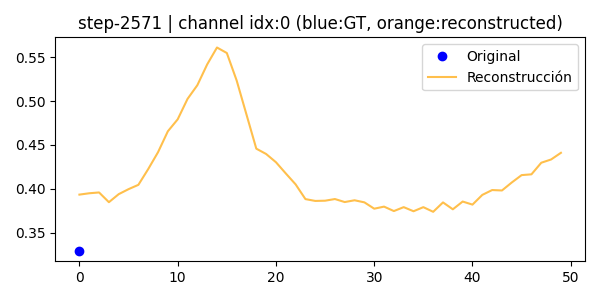 step-2571 | channel idx:0 (blue:GT, orange:reconstructed)
Original
Reconstrucción
0.55
0.50
0.45
0.40
0.35
0 10 20 30 40 50